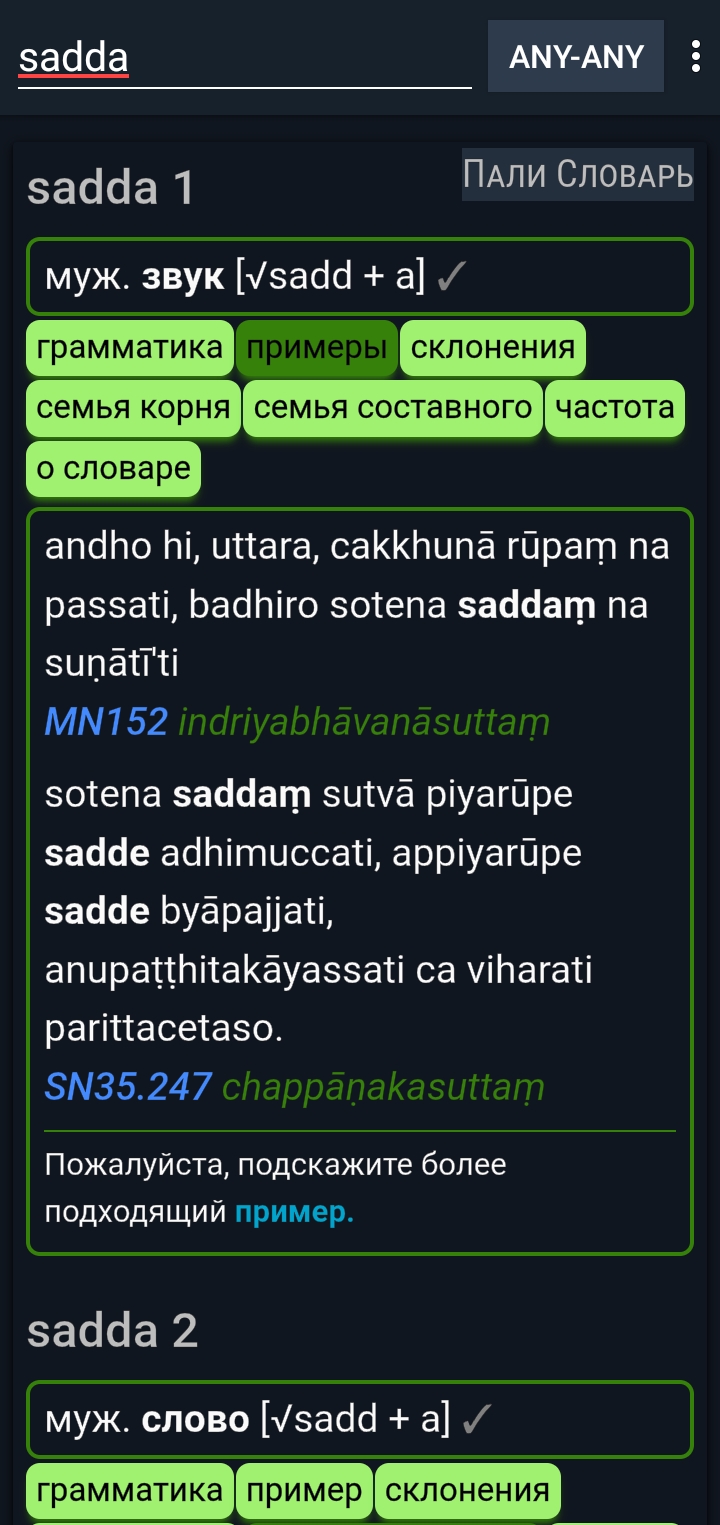 sadda
ANY-ANY
sadda 1
Пали Словарь
муж. звук [√sadd + a] ✓
грамматика примеры склонения
семья корня семья составного частота
о словаре
andho hi, uttara, cakkhunā rūpaṃ na
passati, badhiro sotena saddaṃ na
suṇātī'ti
MN152 indriyabhāvanāsuttaṃ
sotena saddaṃ sutvā piyarūpe
sadde adhimuccati, appiyarūpe
sadde byāpajjati,
anupaṭṭhitakāyassati ca viharati
parittacetaso.
SN35.247 chappāṇakasuttaṃ
Пожалуйста, подскажите более
подходящий пример.
sadda 2
муж. слово [√sadd + a] ✓
грамматика пример склонения